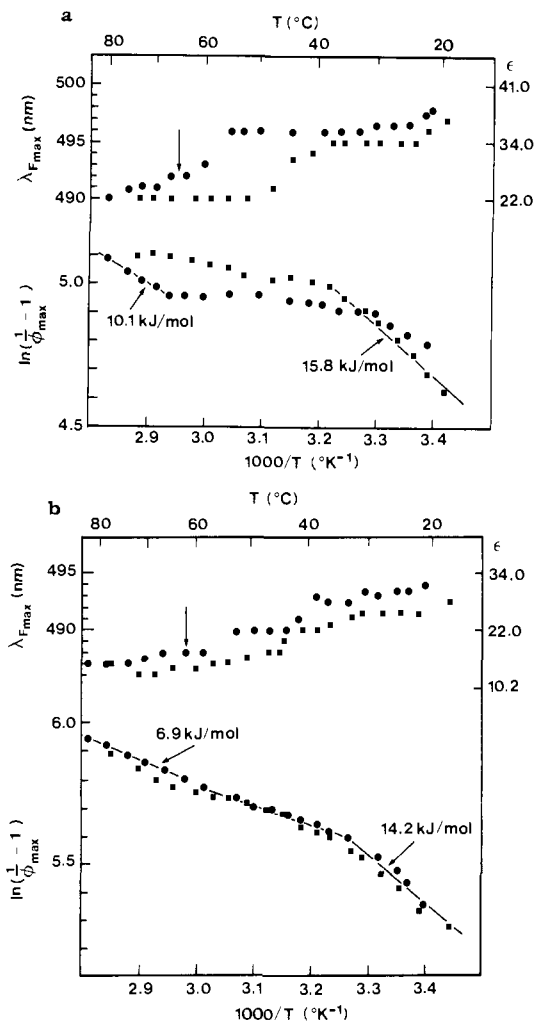 a
T (°C)
80 60 40 20
ϵ
500
495
490
λFmax (nm)
41.0
34.0
22.0
5.0
4.5
ln(1/ϕmax - 1)
10.1 kJ/mol
15.8 kJ/mol
2.9 3.0 3.1 3.2 3.3 3.4
1000/T (°K⁻¹)
b
T (°C)
80 60 40 20
ϵ
495
490
λFmax (nm)
34.0
22.0
10.2
6.0
5.5
ln(1/ϕmax - 1)
6.9 kJ/mol
14.2 kJ/mol
2.9 3.0 3.1 3.2 3.3 3.4
1000/T (°K⁻¹)